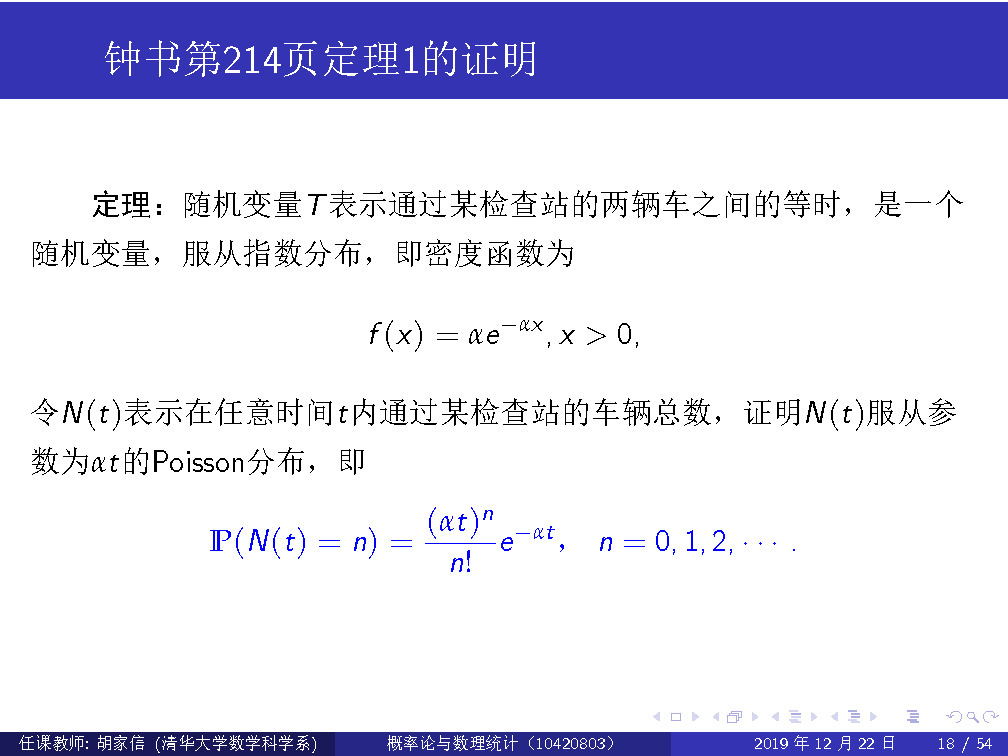 钟书第214页定理1的证明
定理：随机变量T表示通过某检查站的两辆车之间的等时，是一个
随机变量，服从指数分布，即密度函数为
f(x) = αe^{−αx}, x > 0,
令N(t)表示在任意时间t内通过某检查站的车辆总数，证明N(t)服从参
数为αt的Poisson分布，即
ℙ(N(t) = n) = \frac{(αt)^n}{n!} e^{−αt}， n = 0, 1, 2, ⋯ .
任课教师: 胡家信 (清华大学数学科学系) 概率论与数理统计（10420803） 2019 年 12 月 22 日 18 / 54